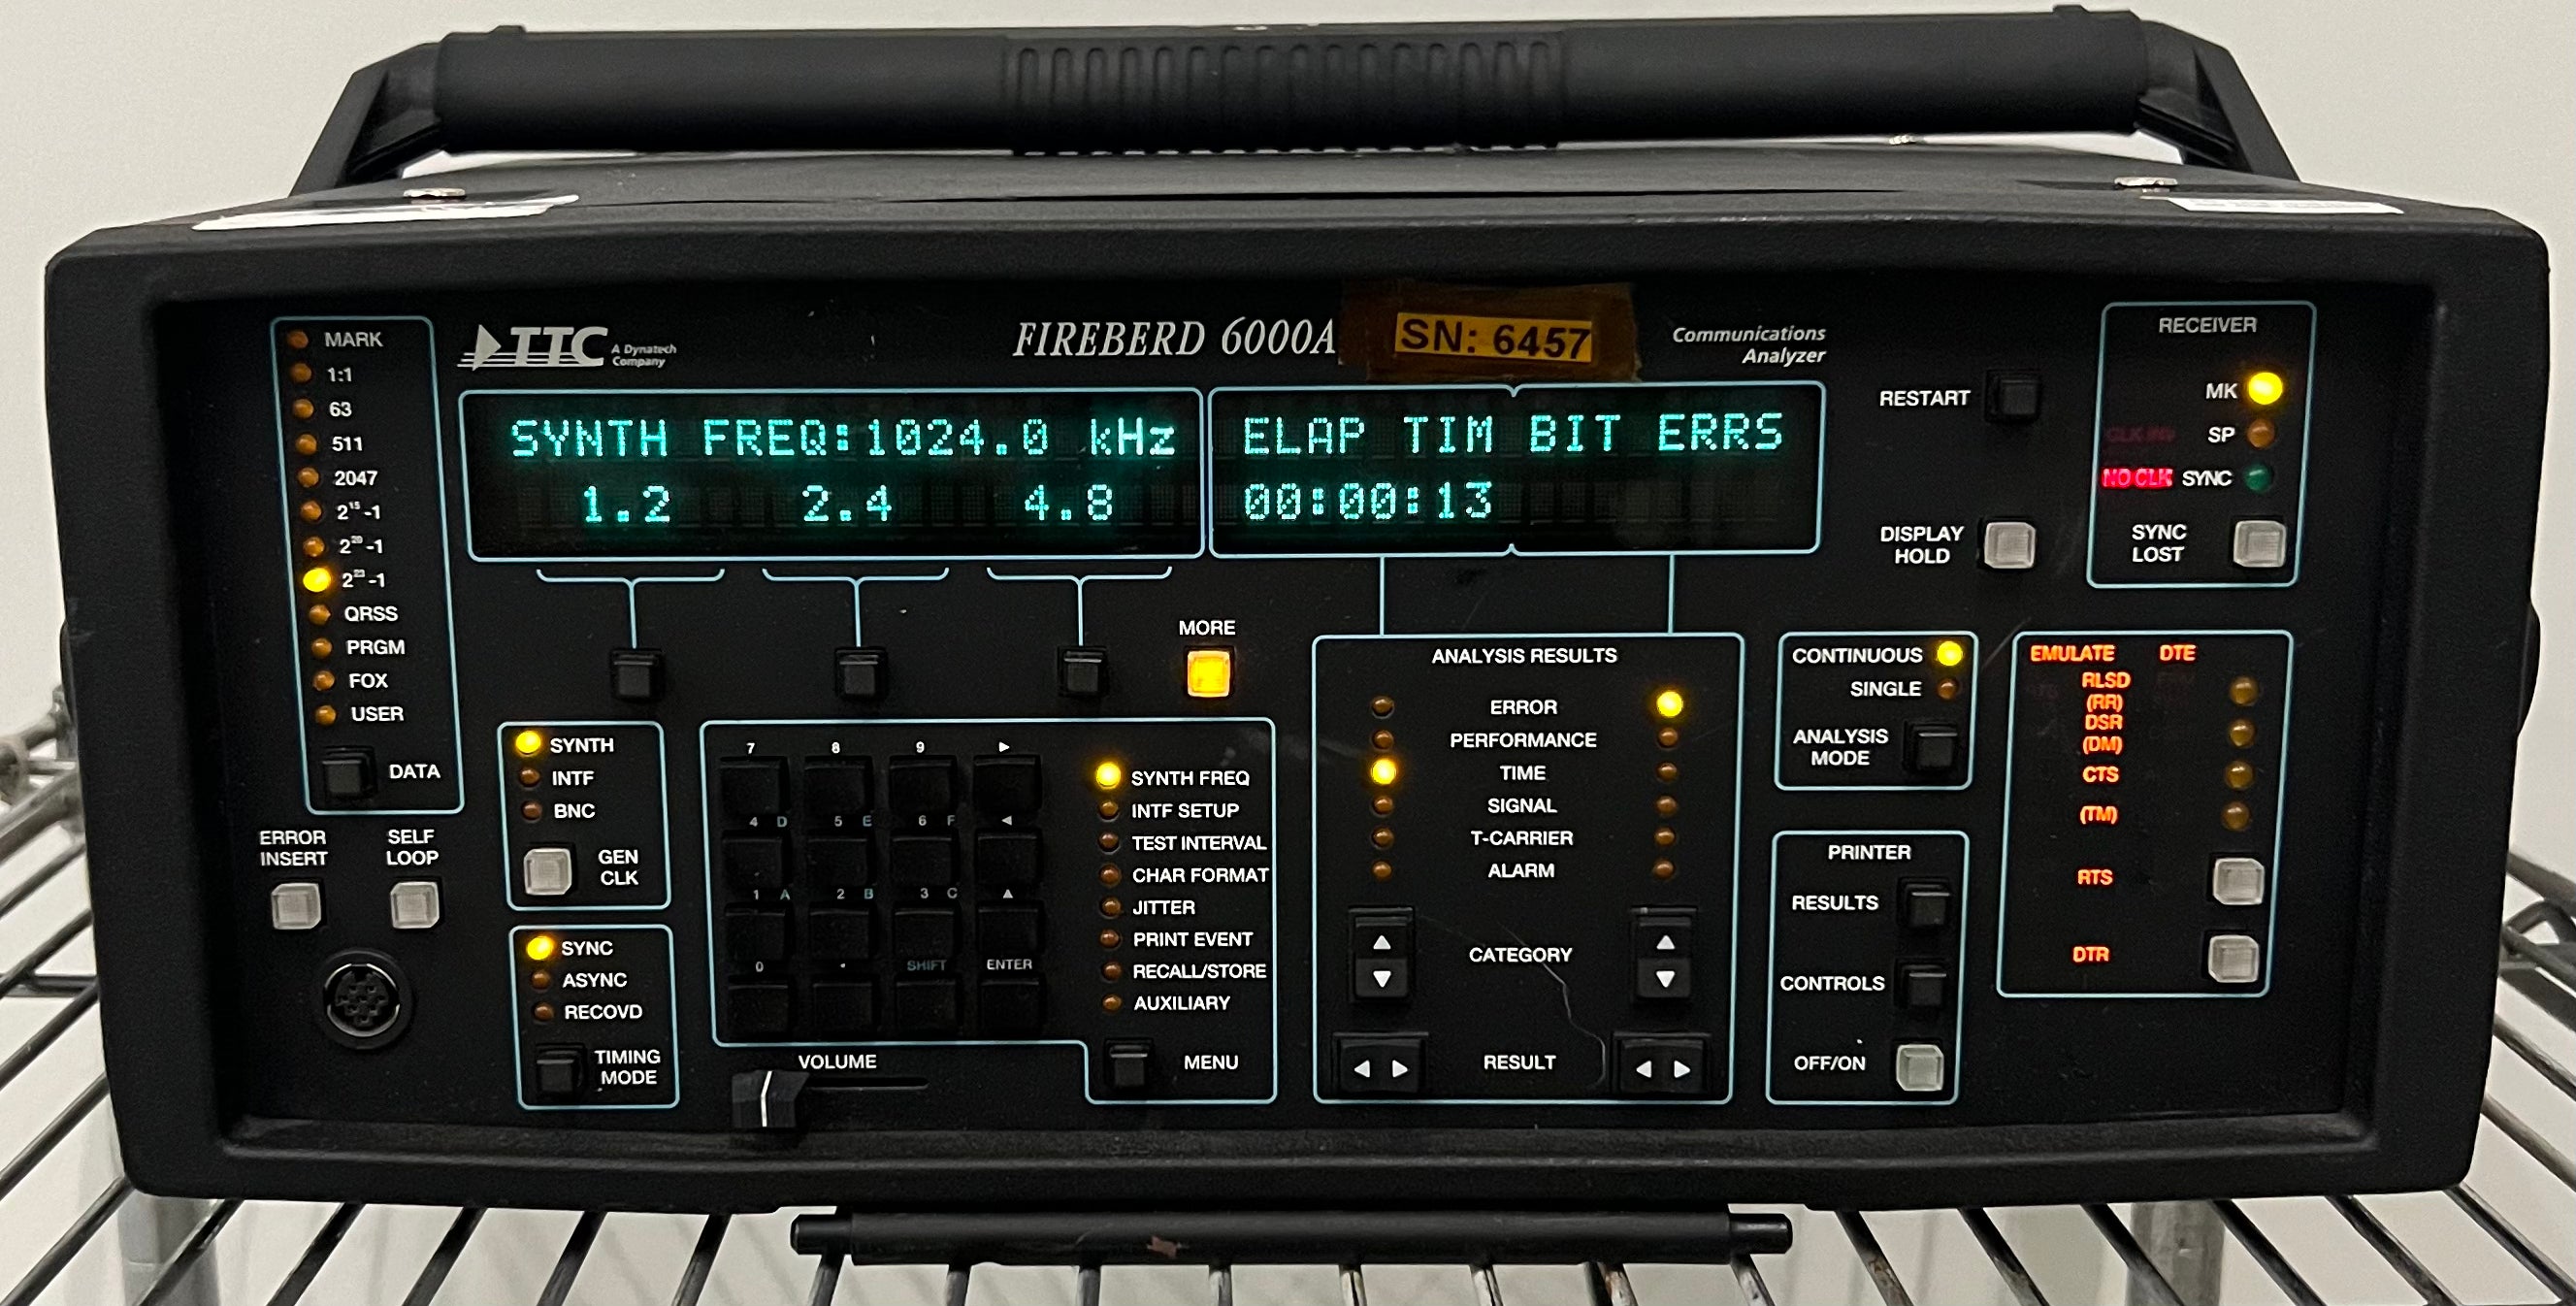 TTC A Dynatech
Company
FIREBERD 6000A
SN: 6457
Communications
Analyzer
MARK
1:1
63
511
2047
2¹⁵-1
2²⁰-1
2²³-1
QRSS
PRGM
FOX
USER
DATA
ERROR
INSERT
SELF
LOOP
SYNTH FREQ:1024.0 kHz
1.2 2.4 4.8
ELAP TIM BIT ERRS
00:00:13
MORE
SYNTH
INTF
BNC
GEN
CLK
SYNC
ASYNC
RECOVD
TIMING
MODE
7 8 9 ▶
4 D 5 E 6 F ◀
1 A 2 B 3 C ▲
0 . SHIFT ENTER
VOLUME
SYNTH FREQ
INTF SETUP
TEST INTERVAL
CHAR FORMAT
JITTER
PRINT EVENT
RECALL/STORE
AUXILIARY
MENU
ANALYSIS RESULTS
ERROR
PERFORMANCE
TIME
SIGNAL
T-CARRIER
ALARM
▲ CATEGORY ▲
▼ ▼
◀ ▶ RESULT ◀ ▶
RESTART
DISPLAY
HOLD
RECEIVER
MK
CLK INV SP
NO CLK SYNC
SYNC
LOST
CONTINUOUS
SINGLE
ANALYSIS
MODE
PRINTER
RESULTS
CONTROLS
OFF/ON
EMULATE DTE
RLSD
(RR)
DSR
(DM)
CTS
(TM)
RTS
DTR